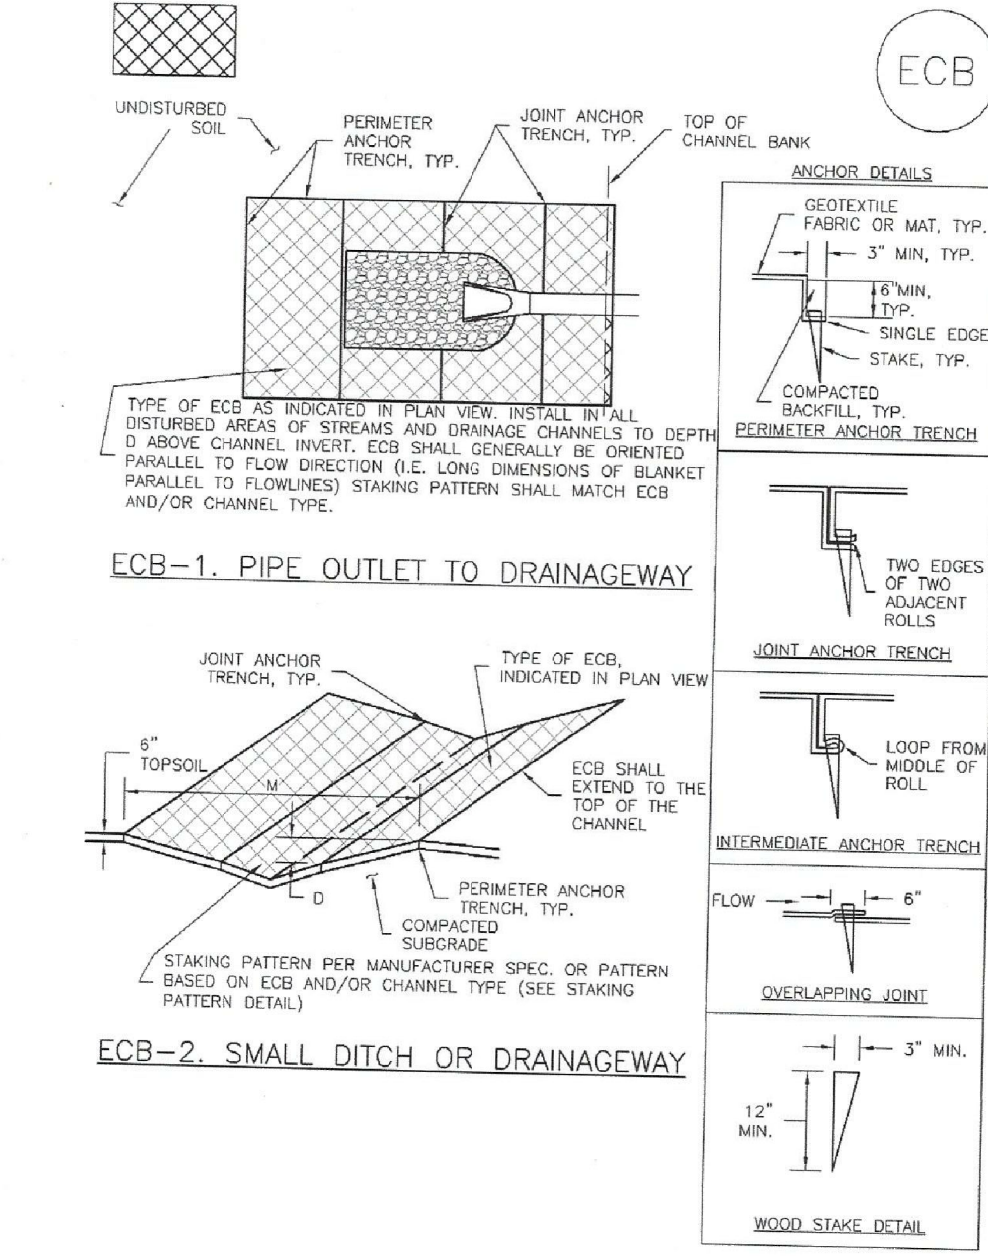 ECB
UNDISTURBED
SOIL
PERIMETER
ANCHOR
TRENCH, TYP.
JOINT ANCHOR
TRENCH, TYP.
TOP OF
CHANNEL BANK
TYPE OF ECB AS INDICATED IN PLAN VIEW. INSTALL IN ALL
DISTURBED AREAS OF STREAMS AND DRAINAGE CHANNELS TO DEPTH
D ABOVE CHANNEL INVERT. ECB SHALL GENERALLY BE ORIENTED
PARALLEL TO FLOW DIRECTION (I.E. LONG DIMENSIONS OF BLANKET
PARALLEL TO FLOWLINES) STAKING PATTERN SHALL MATCH ECB
AND/OR CHANNEL TYPE.
ECB-1. PIPE OUTLET TO DRAINAGEWAY
JOINT ANCHOR
TRENCH, TYP.
TYPE OF ECB,
INDICATED IN PLAN VIEW
6"
TOPSOIL
M
ECB SHALL
EXTEND TO THE
TOP OF THE
CHANNEL
D
PERIMETER ANCHOR
TRENCH, TYP.
COMPACTED
SUBGRADE
STAKING PATTERN PER MANUFACTURER SPEC. OR PATTERN
BASED ON ECB AND/OR CHANNEL TYPE (SEE STAKING
PATTERN DETAIL)
ECB-2. SMALL DITCH OR DRAINAGEWAY
ANCHOR DETAILS
GEOTEXTILE
FABRIC OR MAT, TYP.
3" MIN, TYP.
6"MIN,
TYP.
SINGLE EDGE
STAKE, TYP.
COMPACTED
BACKFILL, TYP.
PERIMETER ANCHOR TRENCH
TWO EDGES
OF TWO
ADJACENT
ROLLS
JOINT ANCHOR TRENCH
LOOP FROM
MIDDLE OF
ROLL
INTERMEDIATE ANCHOR TRENCH
FLOW
6"
OVERLAPPING JOINT
3" MIN.
12"
MIN.
WOOD STAKE DETAIL